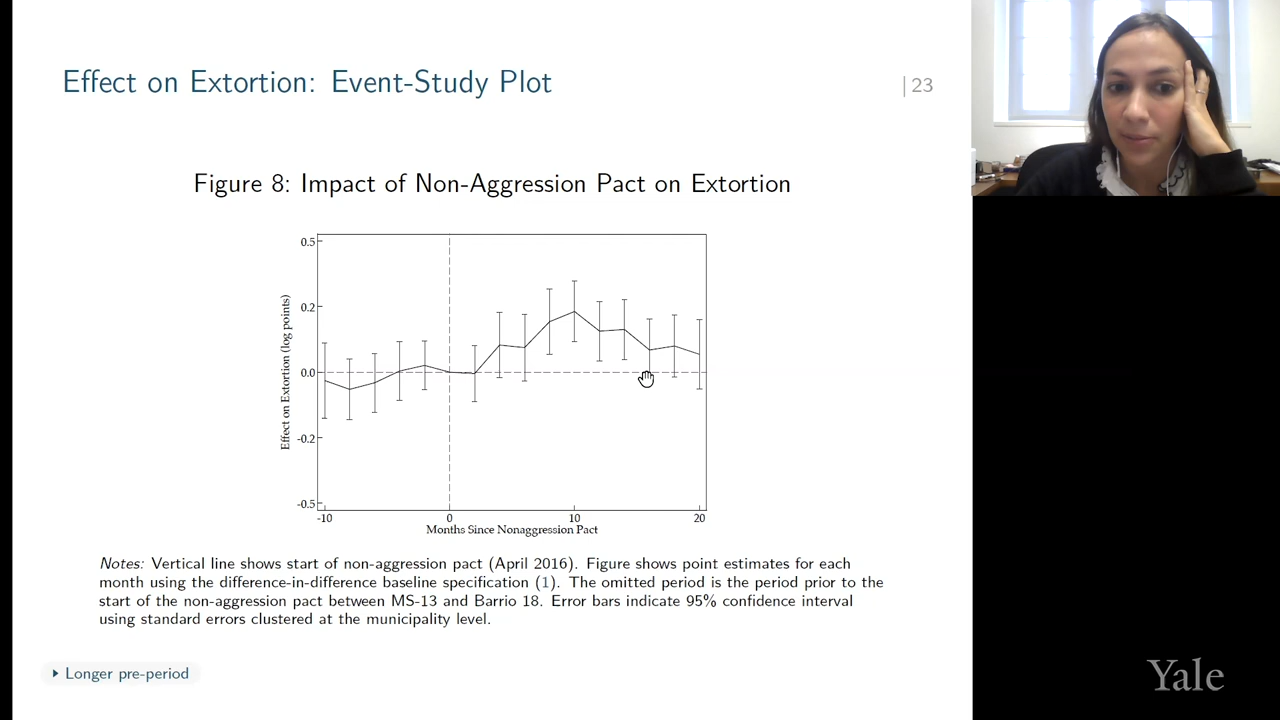 Effect on Extortion: Event-Study Plot
| 23
Figure 8: Impact of Non-Aggression Pact on Extortion
Effect on Extortion (log points)
0.5
0.2
0.0
-0.2
-0.5
-10 0 10 20
Months Since Nonaggression Pact
Notes: Vertical line shows start of non-aggression pact (April 2016). Figure shows point estimates for each
month using the difference-in-difference baseline specification (1). The omitted period is the period prior to the
start of the non-aggression pact between MS-13 and Barrio 18. Error bars indicate 95% confidence interval
using standard errors clustered at the municipality level.
Longer pre-period
Yale